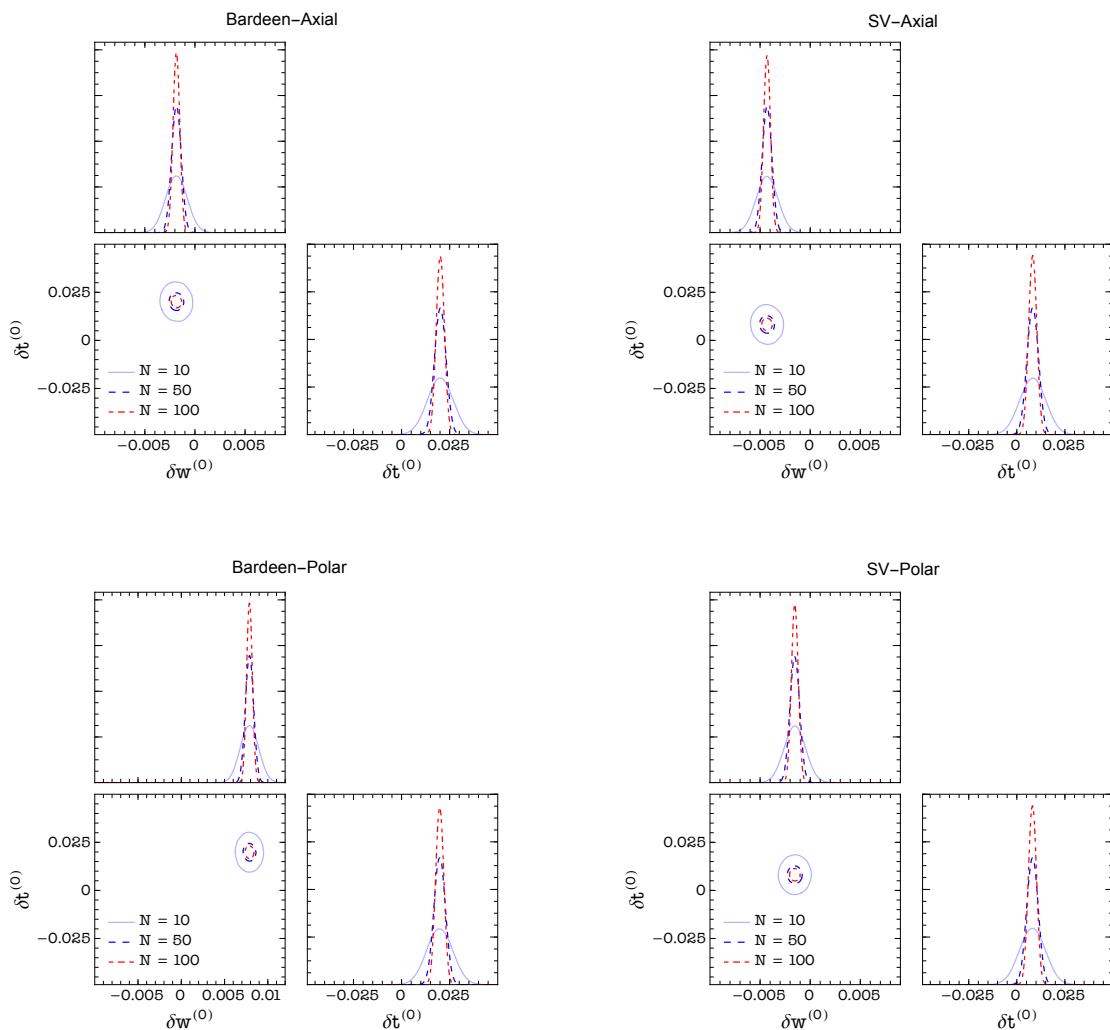 Bardeen–Axial
δt⁽⁰⁾
0.025
0
−0.025
N = 10
N = 50
N = 100
−0.005 0 0.005
δw⁽⁰⁾
−0.025 0 0.025
δt⁽⁰⁾
SV–Axial
δt⁽⁰⁾
0.025
0
−0.025
N = 10
N = 50
N = 100
−0.005 0 0.005
δw⁽⁰⁾
−0.025 0 0.025
δt⁽⁰⁾
Bardeen–Polar
δt⁽⁰⁾
0.025
0
−0.025
N = 10
N = 50
N = 100
−0.005 0 0.005 0.01
δw⁽⁰⁾
−0.025 0 0.025
δt⁽⁰⁾
SV–Polar
δt⁽⁰⁾
0.025
0
−0.025
N = 10
N = 50
N = 100
−0.005 0 0.005
δw⁽⁰⁾
−0.025 0 0.025
δt⁽⁰⁾